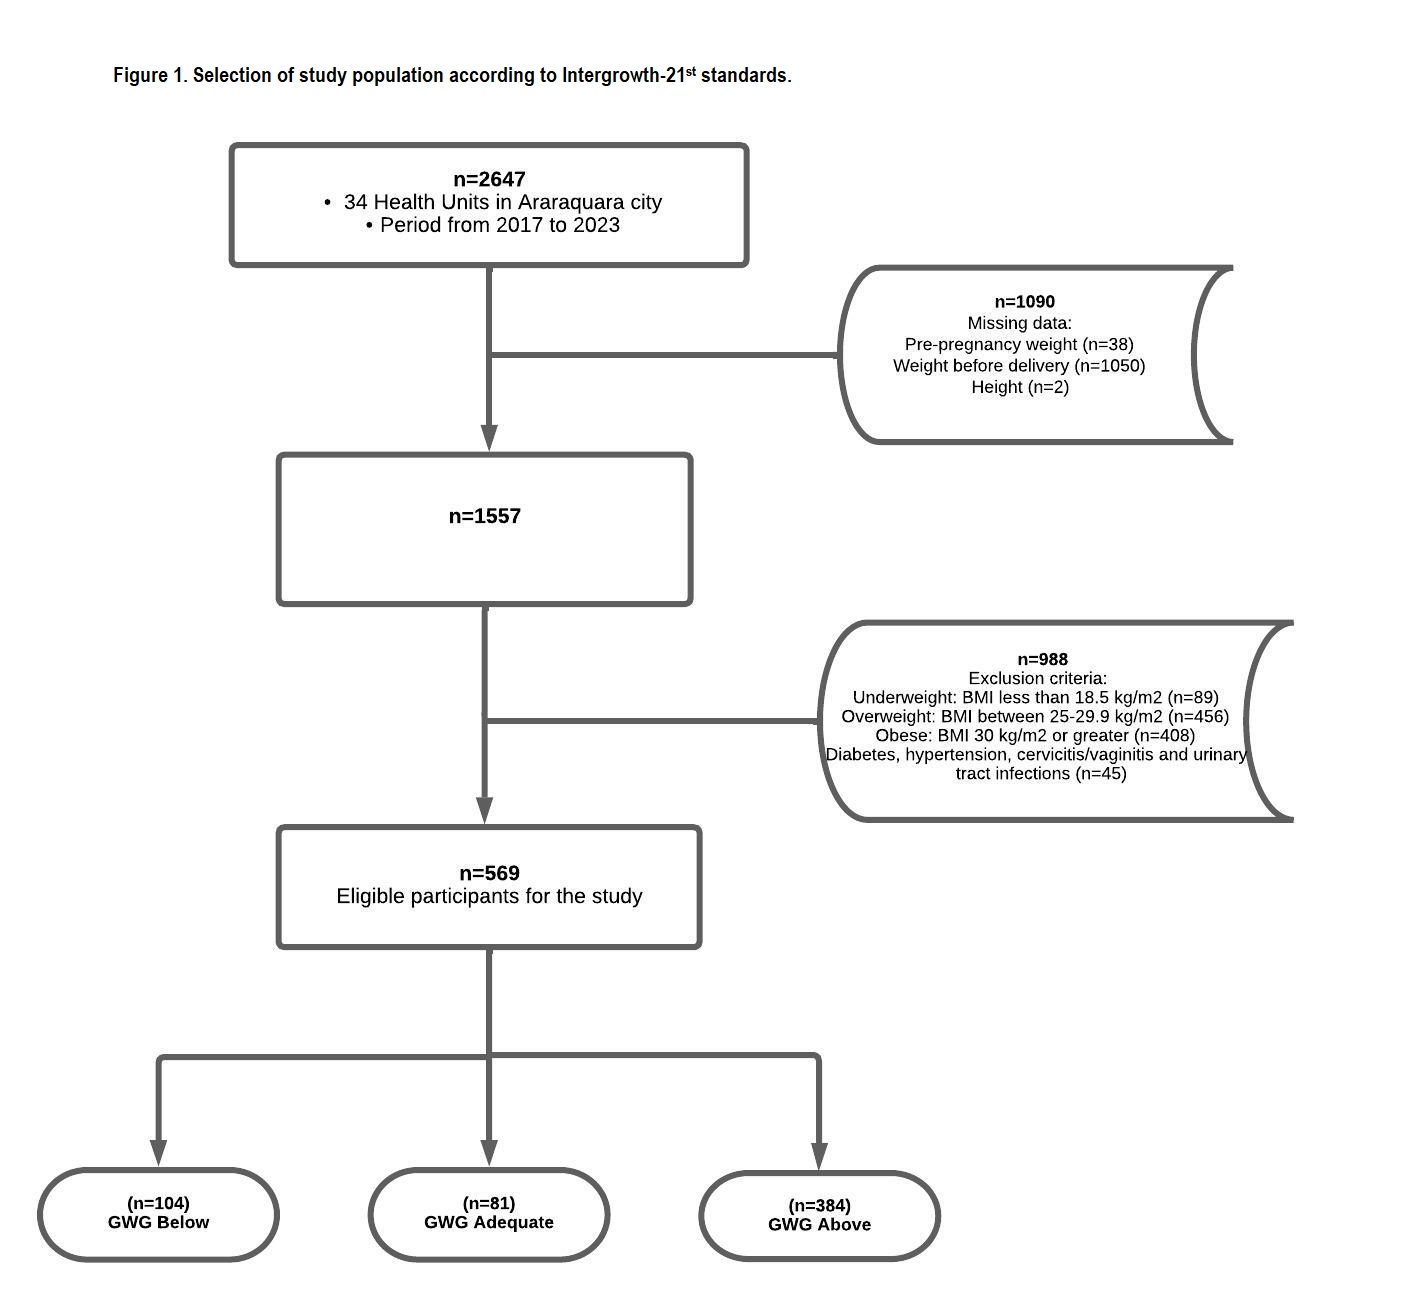 Figure 1. Selection of study population according to Intergrowth-21st standards.
n=2647
• 34 Health Units in Araraquara city
• Period from 2017 to 2023
n=1090
Missing data:
Pre-pregnancy weight (n=38)
Weight before delivery (n=1050)
Height (n=2)
n=1557
n=988
Exclusion criteria:
Underweight: BMI less than 18.5 kg/m2 (n=89)
Overweight: BMI between 25-29.9 kg/m2 (n=456)
Obese: BMI 30 kg/m2 or greater (n=408)
Diabetes, hypertension, cervicitis/vaginitis and urinary
tract infections (n=45)
n=569
Eligible participants for the study
(n=104)
GWG Below
(n=81)
GWG Adequate
(n=384)
GWG Above